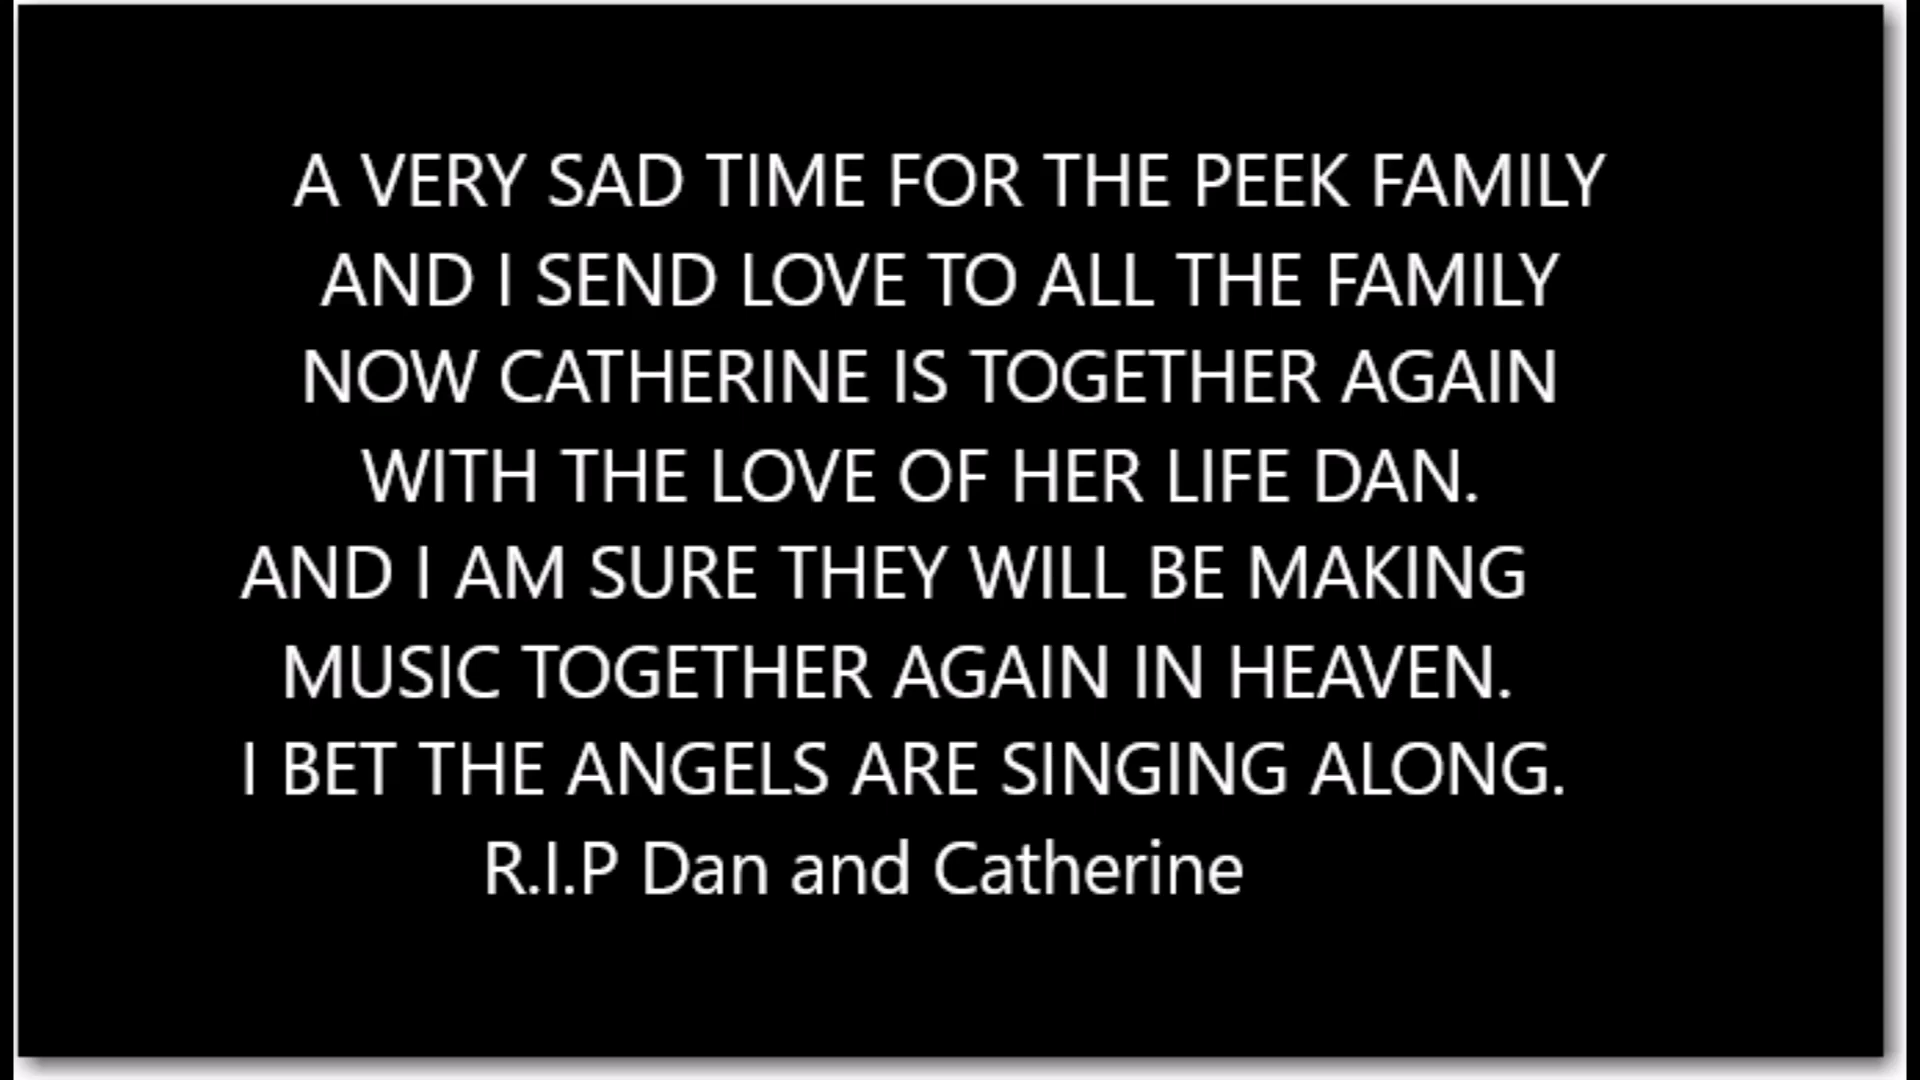 A VERY SAD TIME FOR THE PEEK FAMILY
AND I SEND LOVE TO ALL THE FAMILY
NOW CATHERINE IS TOGETHER AGAIN
WITH THE LOVE OF HER LIFE DAN.
AND I AM SURE THEY WILL BE MAKING
MUSIC TOGETHER AGAIN IN HEAVEN.
I BET THE ANGELS ARE SINGING ALONG.
R.I.P Dan and Catherine